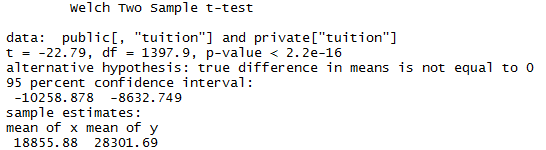 Welch Two Sample t-test
data: public[, "tuition"] and private["tuition"]
t = -22.79, df = 1397.9, p-value < 2.2e-16
alternative hypothesis: true difference in means is not equal to 0
95 percent confidence interval:
-10258.878 -8632.749
sample estimates:
mean of x mean of y
18855.88 28301.69